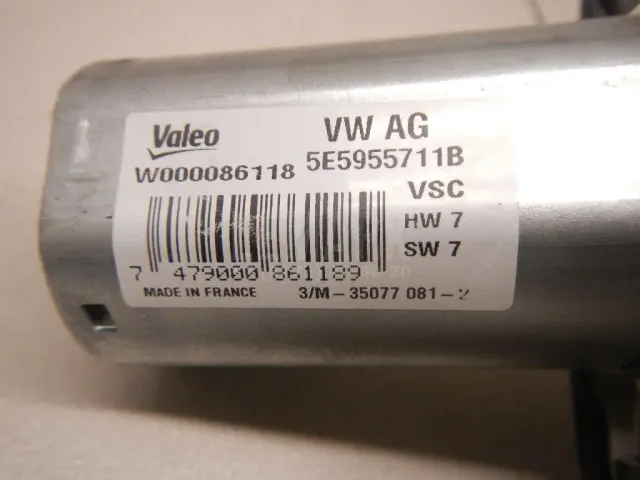 Valeo
VW AG
W000086118
5E5955711B
VSC
HW 7
SW 7
7 479000 861189
MADE IN FRANCE
3/M-35077 081-2